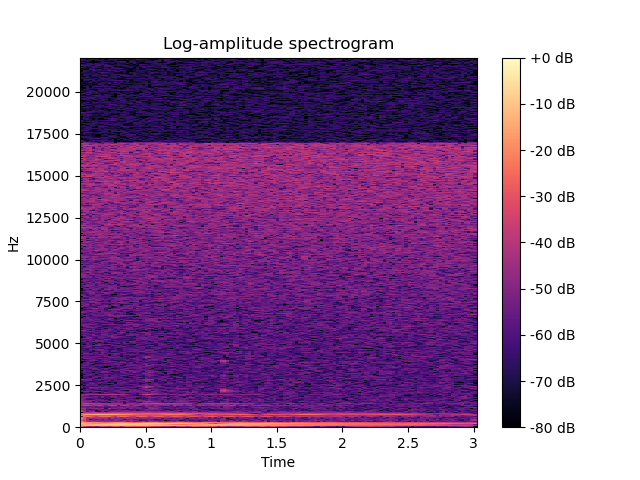 Log-amplitude spectrogram
Hz
20000
17500
15000
12500
10000
7500
5000
2500
0
0 0.5 1 1.5 2 2.5 3
Time
+0 dB
-10 dB
-20 dB
-30 dB
-40 dB
-50 dB
-60 dB
-70 dB
-80 dB